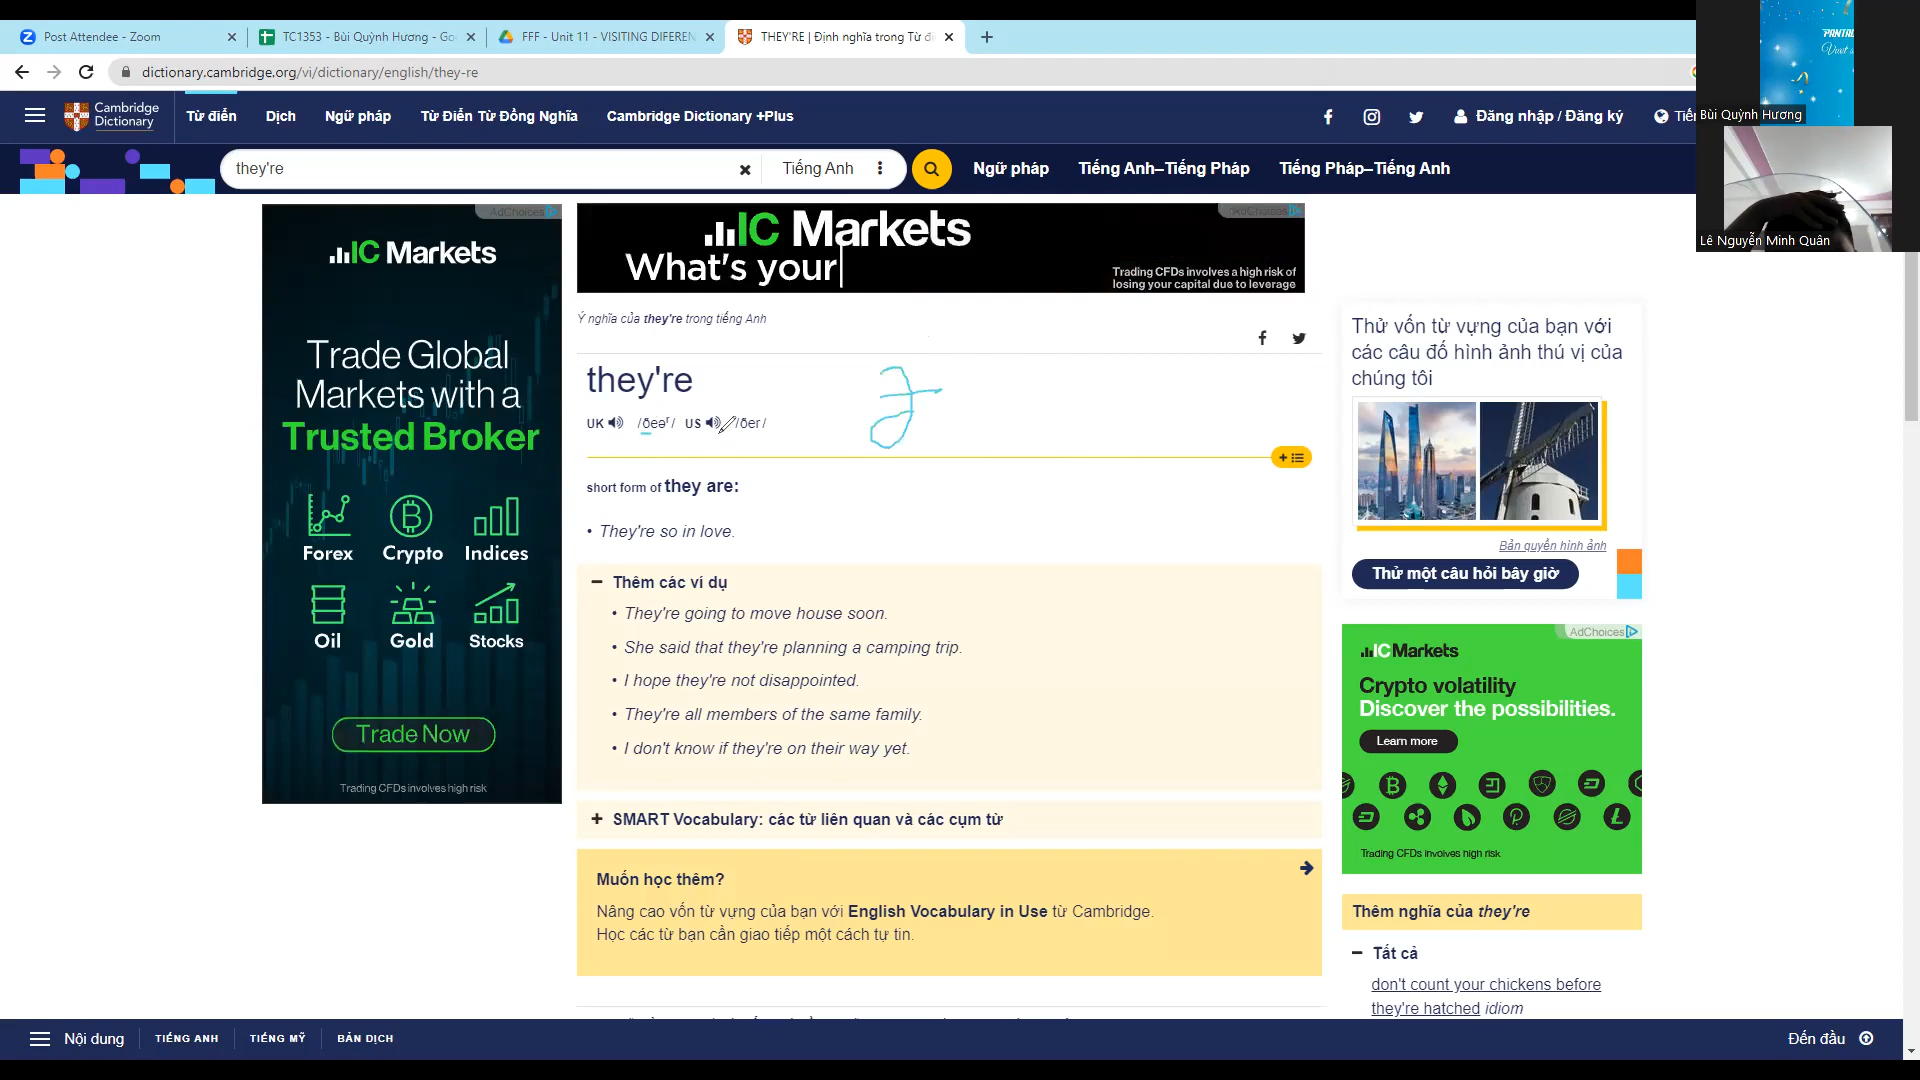 Post Attendee - Zoom
TC1353 - Bùi Quỳnh Hương - Go
FFF - Unit 11 - VISITING DIFEREN
THEY'RE | Định nghĩa trong Từ đi
dictionary.cambridge.org/vi/dictionary/english/they-re
Cambridge Dictionary
Từ điển
Dịch
Ngữ pháp
Từ Điển Từ Đồng Nghĩa
Cambridge Dictionary +Plus
Đăng nhập / Đăng ký
Tiế
Bùi Quỳnh Hương
Lê Nguyễn Minh Quân
they're
Tiếng Anh
Ngữ pháp
Tiếng Anh–Tiếng Pháp
Tiếng Pháp–Tiếng Anh
AdChoices
IC Markets
Trade Global
Markets with a
Trusted Broker
Forex
Crypto
Indices
Oil
Gold
Stocks
Trade Now
Trading CFDs involves high risk
IC Markets
What's your
Trading CFDs involves a high risk of
losing your capital due to leverage
Ý nghĩa của they're trong tiếng Anh
they're
UK /ðeəʳ/ US /ðer/
short form of they are:
• They're so in love.
Thêm các ví dụ
• They're going to move house soon.
• She said that they're planning a camping trip.
• I hope they're not disappointed.
• They're all members of the same family.
• I don't know if they're on their way yet.
SMART Vocabulary: các từ liên quan và các cụm từ
Muốn học thêm?
Nâng cao vốn từ vựng của bạn với English Vocabulary in Use từ Cambridge.
Học các từ bạn cần giao tiếp một cách tự tin.
Thử vốn từ vựng của bạn với
các câu đố hình ảnh thú vị của
chúng tôi
Bản quyền hình ảnh
Thử một câu hỏi bây giờ
AdChoices
IC Markets
Crypto volatility
Discover the possibilities.
Learn more
Trading CFDs involves high risk
Thêm nghĩa của they're
Tất cả
don't count your chickens before
they're hatched idiom
Nội dung
TIẾNG ANH
TIẾNG MỸ
BẢN DỊCH
Đến đầu